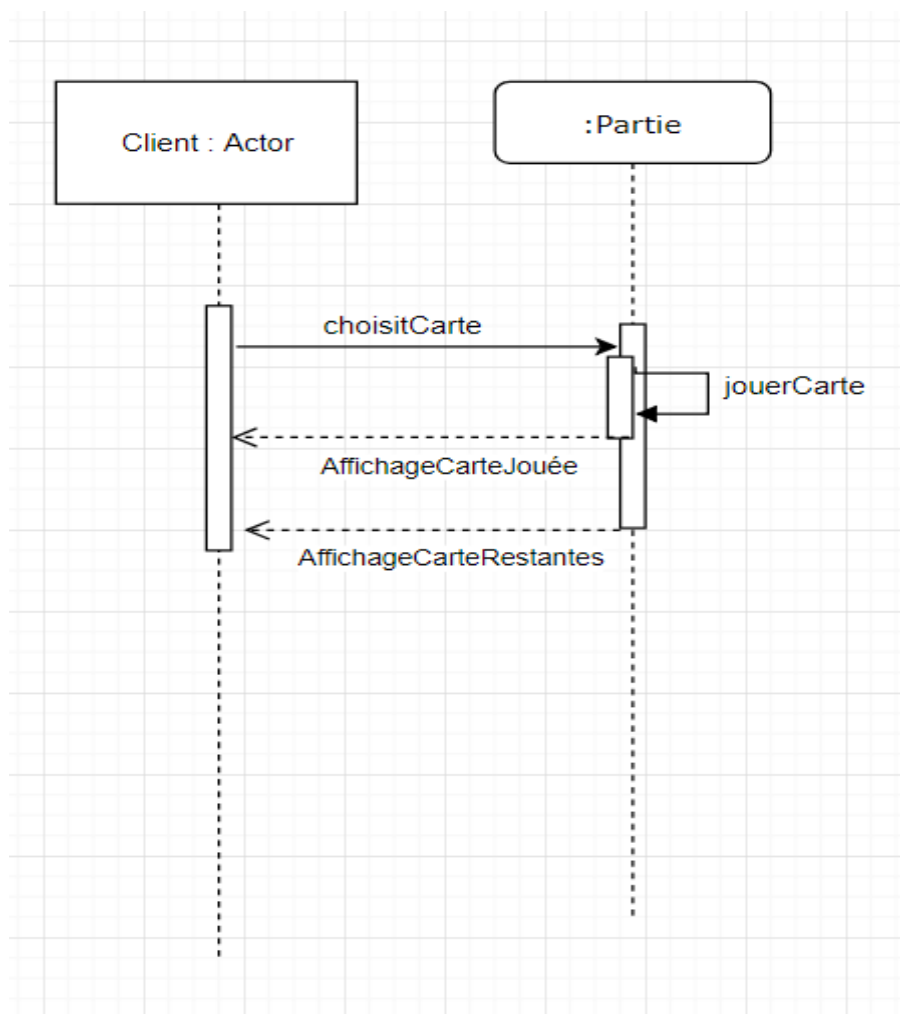 Client : Actor
:Partie
choisitCarte
jouerCarte
AffichageCarteJouée
AffichageCarteRestantes